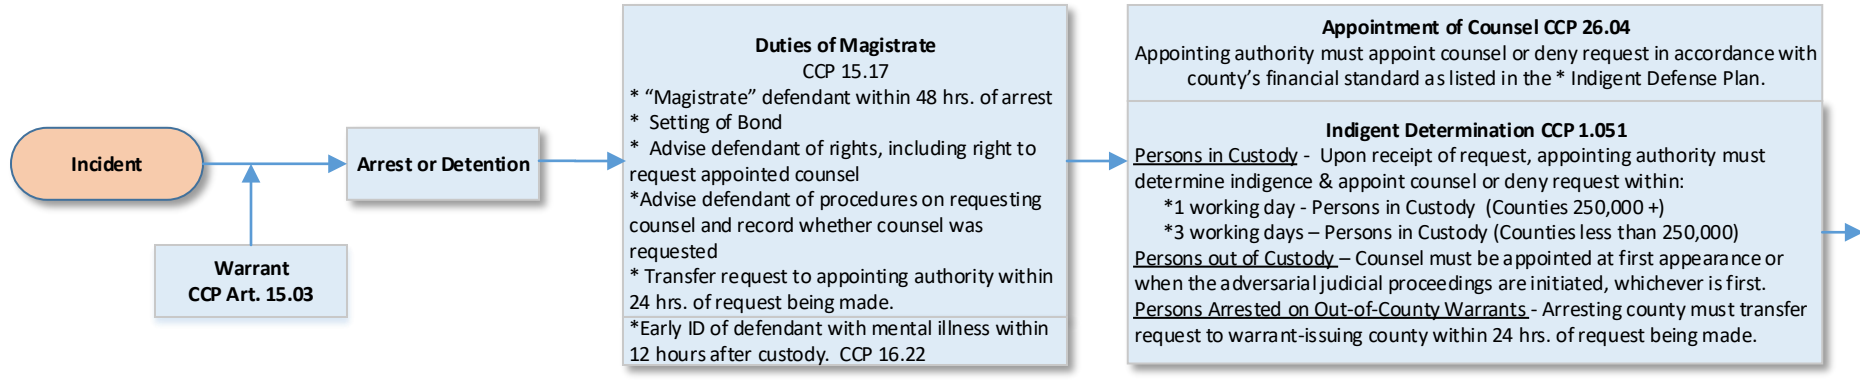 Incident
Warrant
CCP Art. 15.03
Arrest or Detention
Duties of Magistrate
CCP 15.17
* “Magistrate” defendant within 48 hrs. of arrest
* Setting of Bond
* Advise defendant of rights, including right to
request appointed counsel
*Advise defendant of procedures on requesting
counsel and record whether counsel was
requested
* Transfer request to appointing authority within
24 hrs. of request being made.
*Early ID of defendant with mental illness within
12 hours after custody. CCP 16.22
Appointment of Counsel CCP 26.04
Appointing authority must appoint counsel or deny request in accordance with
county’s financial standard as listed in the * Indigent Defense Plan.
Indigent Determination CCP 1.051
Persons in Custody - Upon receipt of request, appointing authority must
determine indigence & appoint counsel or deny request within:
*1 working day - Persons in Custody (Counties 250,000 +)
*3 working days – Persons in Custody (Counties less than 250,000)
Persons out of Custody – Counsel must be appointed at first appearance or
when the adversarial judicial proceedings are initiated, whichever is first.
Persons Arrested on Out-of-County Warrants - Arresting county must transfer
request to warrant-issuing county within 24 hrs. of request being made.